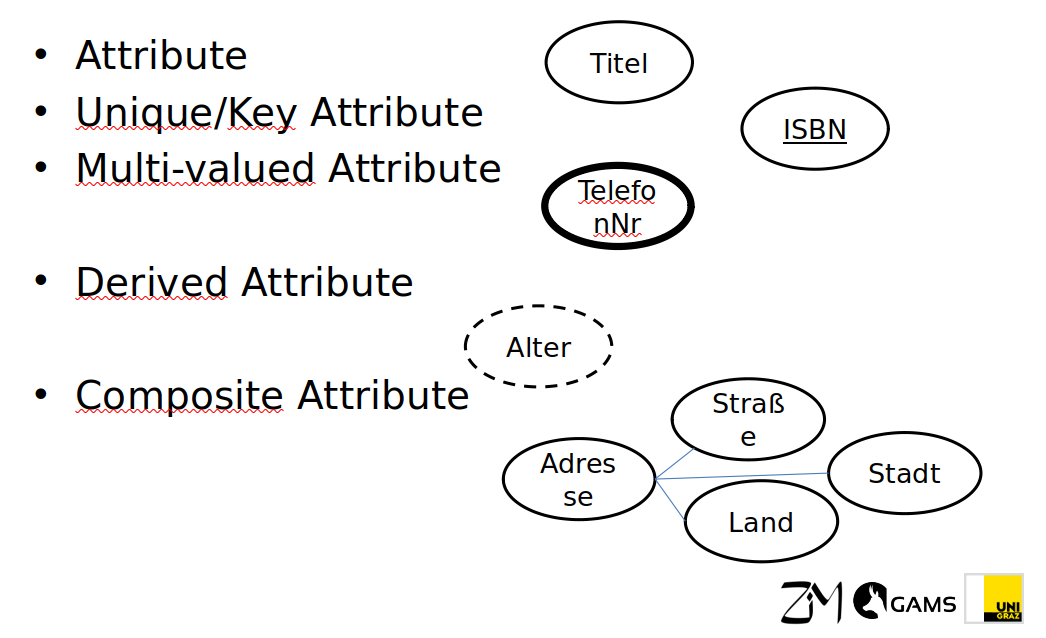 • Attribute
Titel
• Unique/Key Attribute
ISBN
• Multi-valued Attribute
Telefo
nNr
• Derived Attribute
Alter
• Composite Attribute
Straß
e
Adres
se
Stadt
Land
ZIM
GAMS
UNI
GRAZ